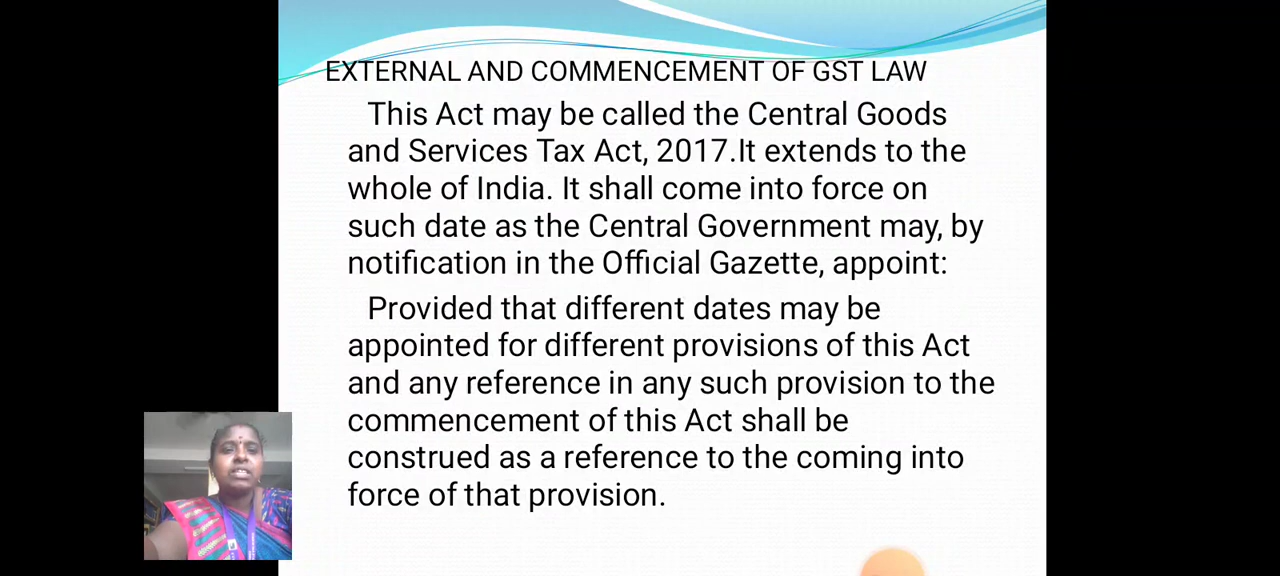 EXTERNAL AND COMMENCEMENT OF GST LAW
This Act may be called the Central Goods
and Services Tax Act, 2017.It extends to the
whole of India. It shall come into force on
such date as the Central Government may, by
notification in the Official Gazette, appoint:
Provided that different dates may be
appointed for different provisions of this Act
and any reference in any such provision to the
commencement of this Act shall be
construed as a reference to the coming into
force of that provision.